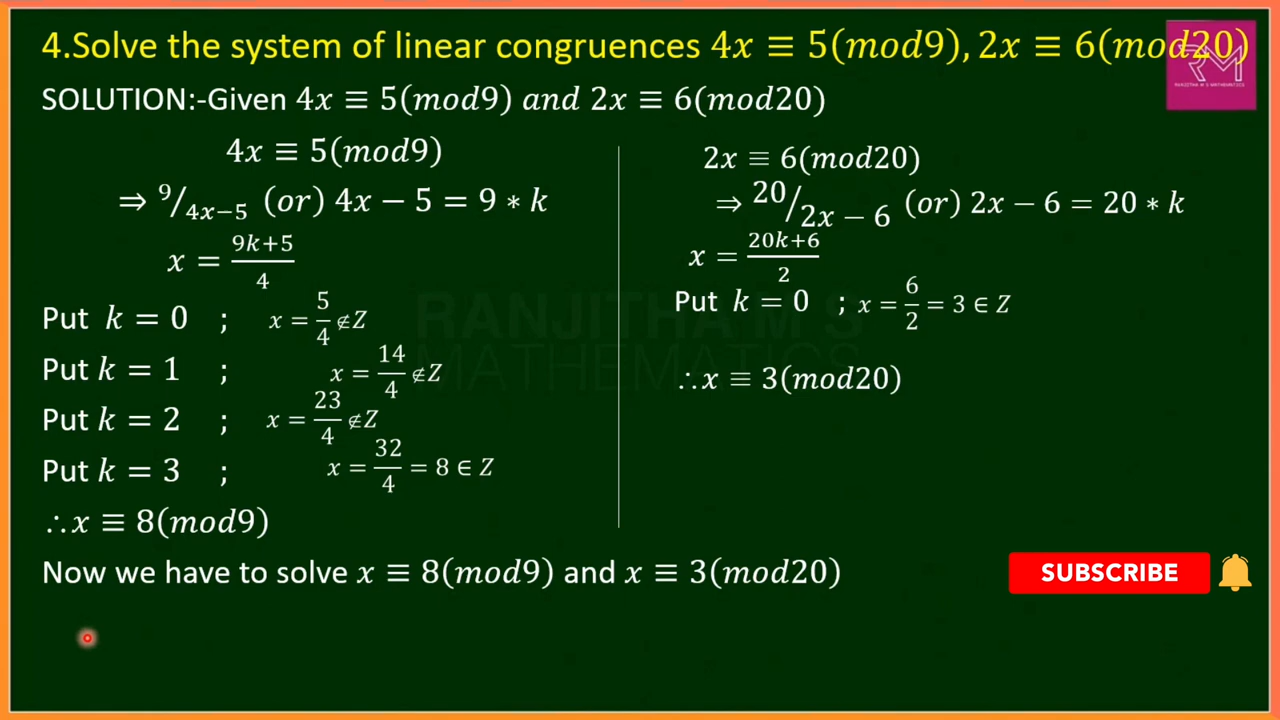 4.Solve the system of linear congruences 4x ≡ 5(mod9), 2x ≡ 6(mod20)
RM
RANJITHA M S MATHEMATICS
SOLUTION:-Given 4x ≡ 5(mod9) and 2x ≡ 6(mod20)
4x ≡ 5(mod9)
⇒ 9/4x−5 (or) 4x − 5 = 9 ∗ k
x = (9k+5)/4
Put k = 0 ; x = 5/4 ∉ Z
Put k = 1 ; x = 14/4 ∉ Z
Put k = 2 ; x = 23/4 ∉ Z
Put k = 3 ; x = 32/4 = 8 ∈ Z
∴ x ≡ 8(mod9)
2x ≡ 6(mod20)
⇒ 20/2x − 6 (or) 2x − 6 = 20 ∗ k
x = (20k+6)/2
Put k = 0 ; x = 6/2 = 3 ∈ Z
∴ x ≡ 3(mod20)
RANJITHA M S
MATHEMATICS
Now we have to solve x ≡ 8(mod9) and x ≡ 3(mod20)
SUBSCRIBE